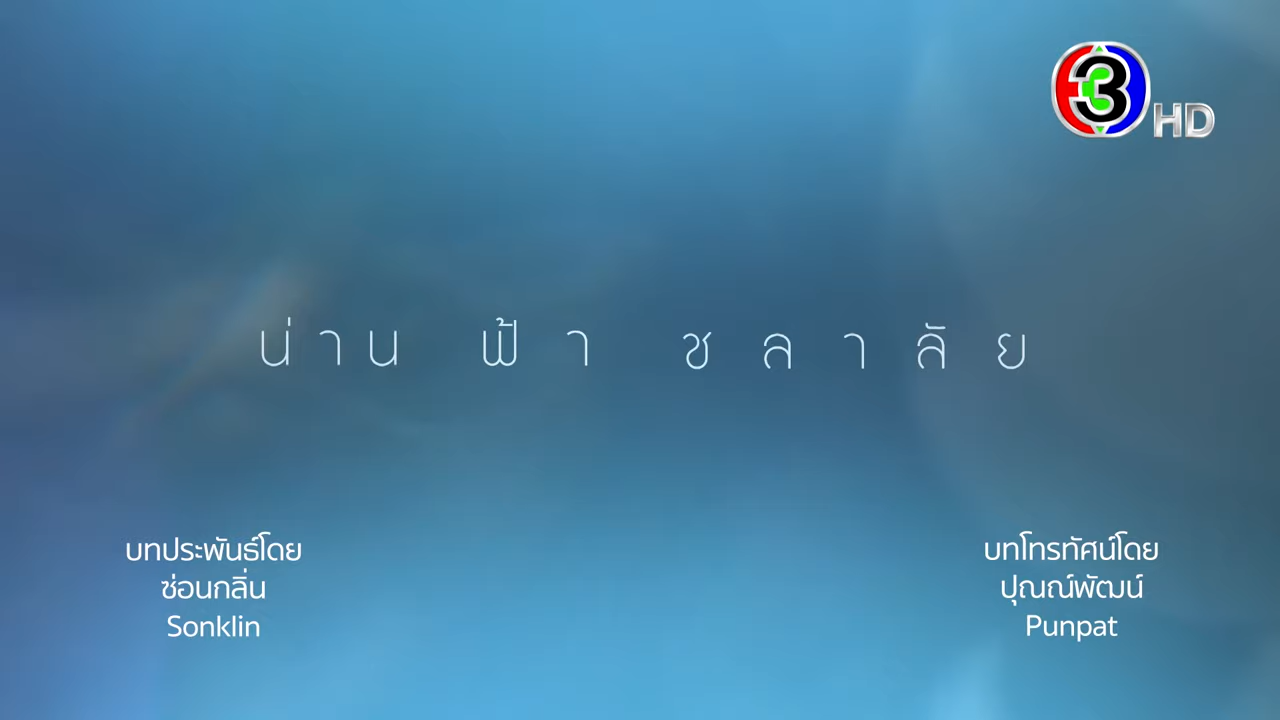 3 HD
น่าน ฟ้า ชลาลัย
บทประพันธ์โดย
ซ่อนกลิ่น
Sonklin
บทโทรทัศน์โดย
ปุณณ์พัฒน์
Punpat